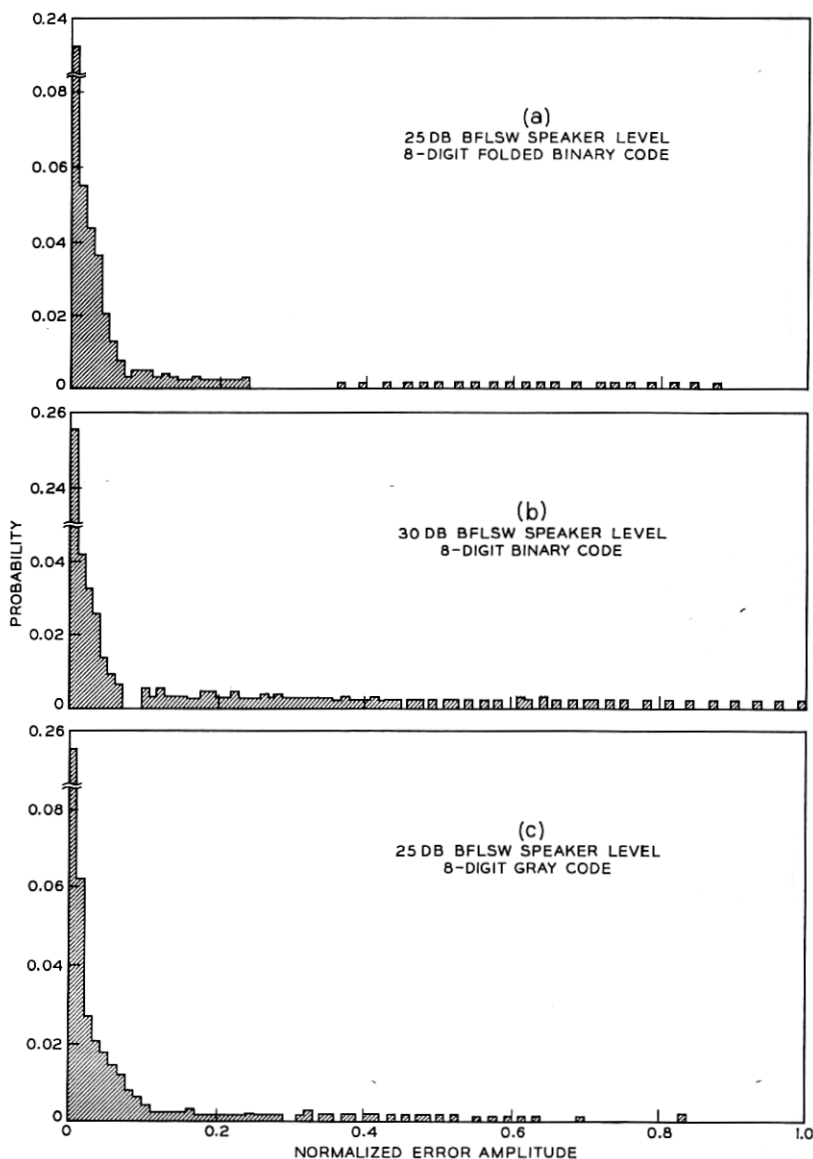 0.24
0.08
0.06
0.04
0.02
0
(a)
25 DB BFLSW SPEAKER LEVEL
8-DIGIT FOLDED BINARY CODE
0.26
0.24
0.04
0.02
0
(b)
30 DB BFLSW SPEAKER LEVEL
8-DIGIT BINARY CODE
PROBABILITY
0.26
0.08
0.06
0.04
0.02
0
(c)
25 DB BFLSW SPEAKER LEVEL
8-DIGIT GRAY CODE
0 0.2 0.4 0.6 0.8 1.0
NORMALIZED ERROR AMPLITUDE